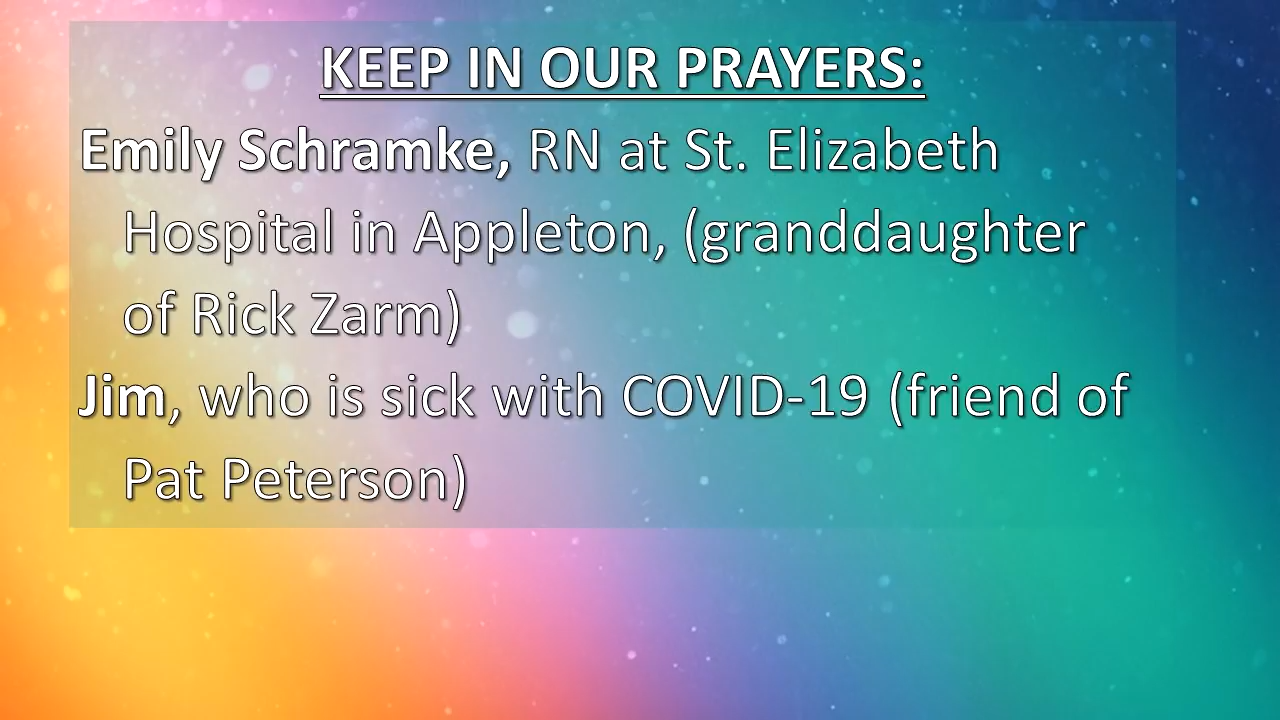 KEEP IN OUR PRAYERS:
Emily Schramke, RN at St. Elizabeth
Hospital in Appleton, (granddaughter
of Rick Zarm)
Jim, who is sick with COVID-19 (friend of
Pat Peterson)